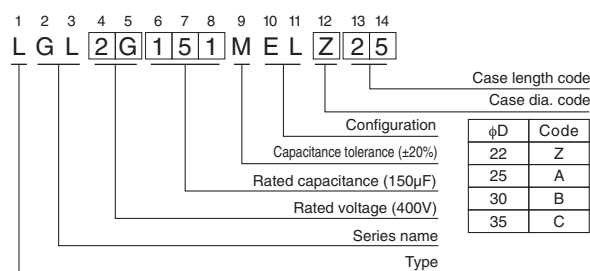 1 2 3 4 5 6 7 8 9 10 11 12 13 14
L G L 2 G 1 5 1 M E L Z 2 5
Case length code
Case dia. code
Configuration
Capacitance tolerance (±20%)
Rated capacitance (150µF)
Rated voltage (400V)
Series name
Type
φD Code
22 Z
25 A
30 B
35 C